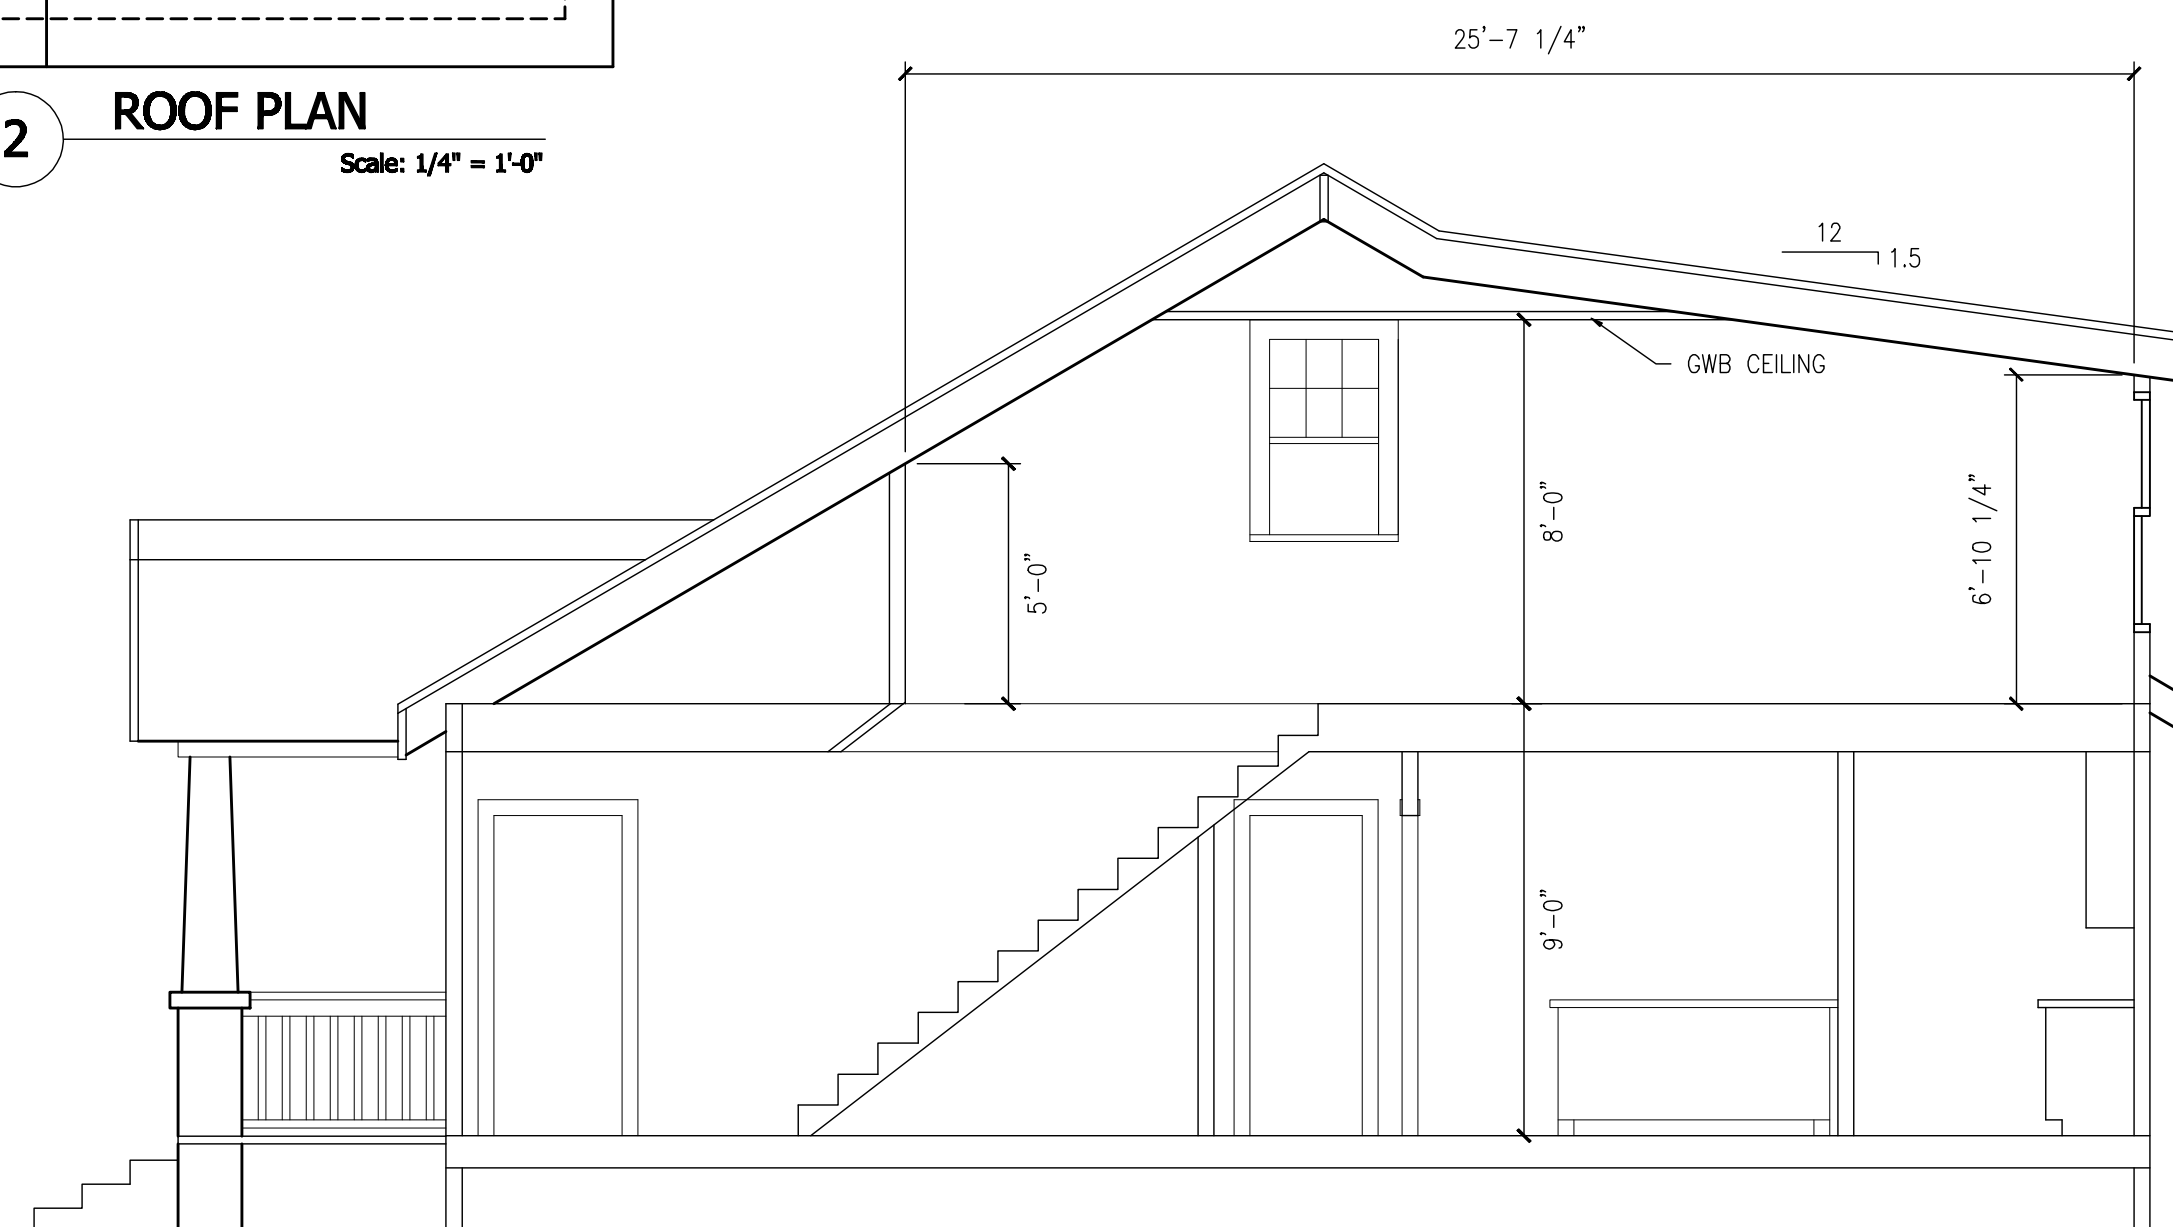 25'-7 1/4"
2
ROOF PLAN
Scale: 1/4" = 1'-0"
12
1.5
GWB CEILING
5'-0"
8'-0"
6'-10 1/4"
9'-0"